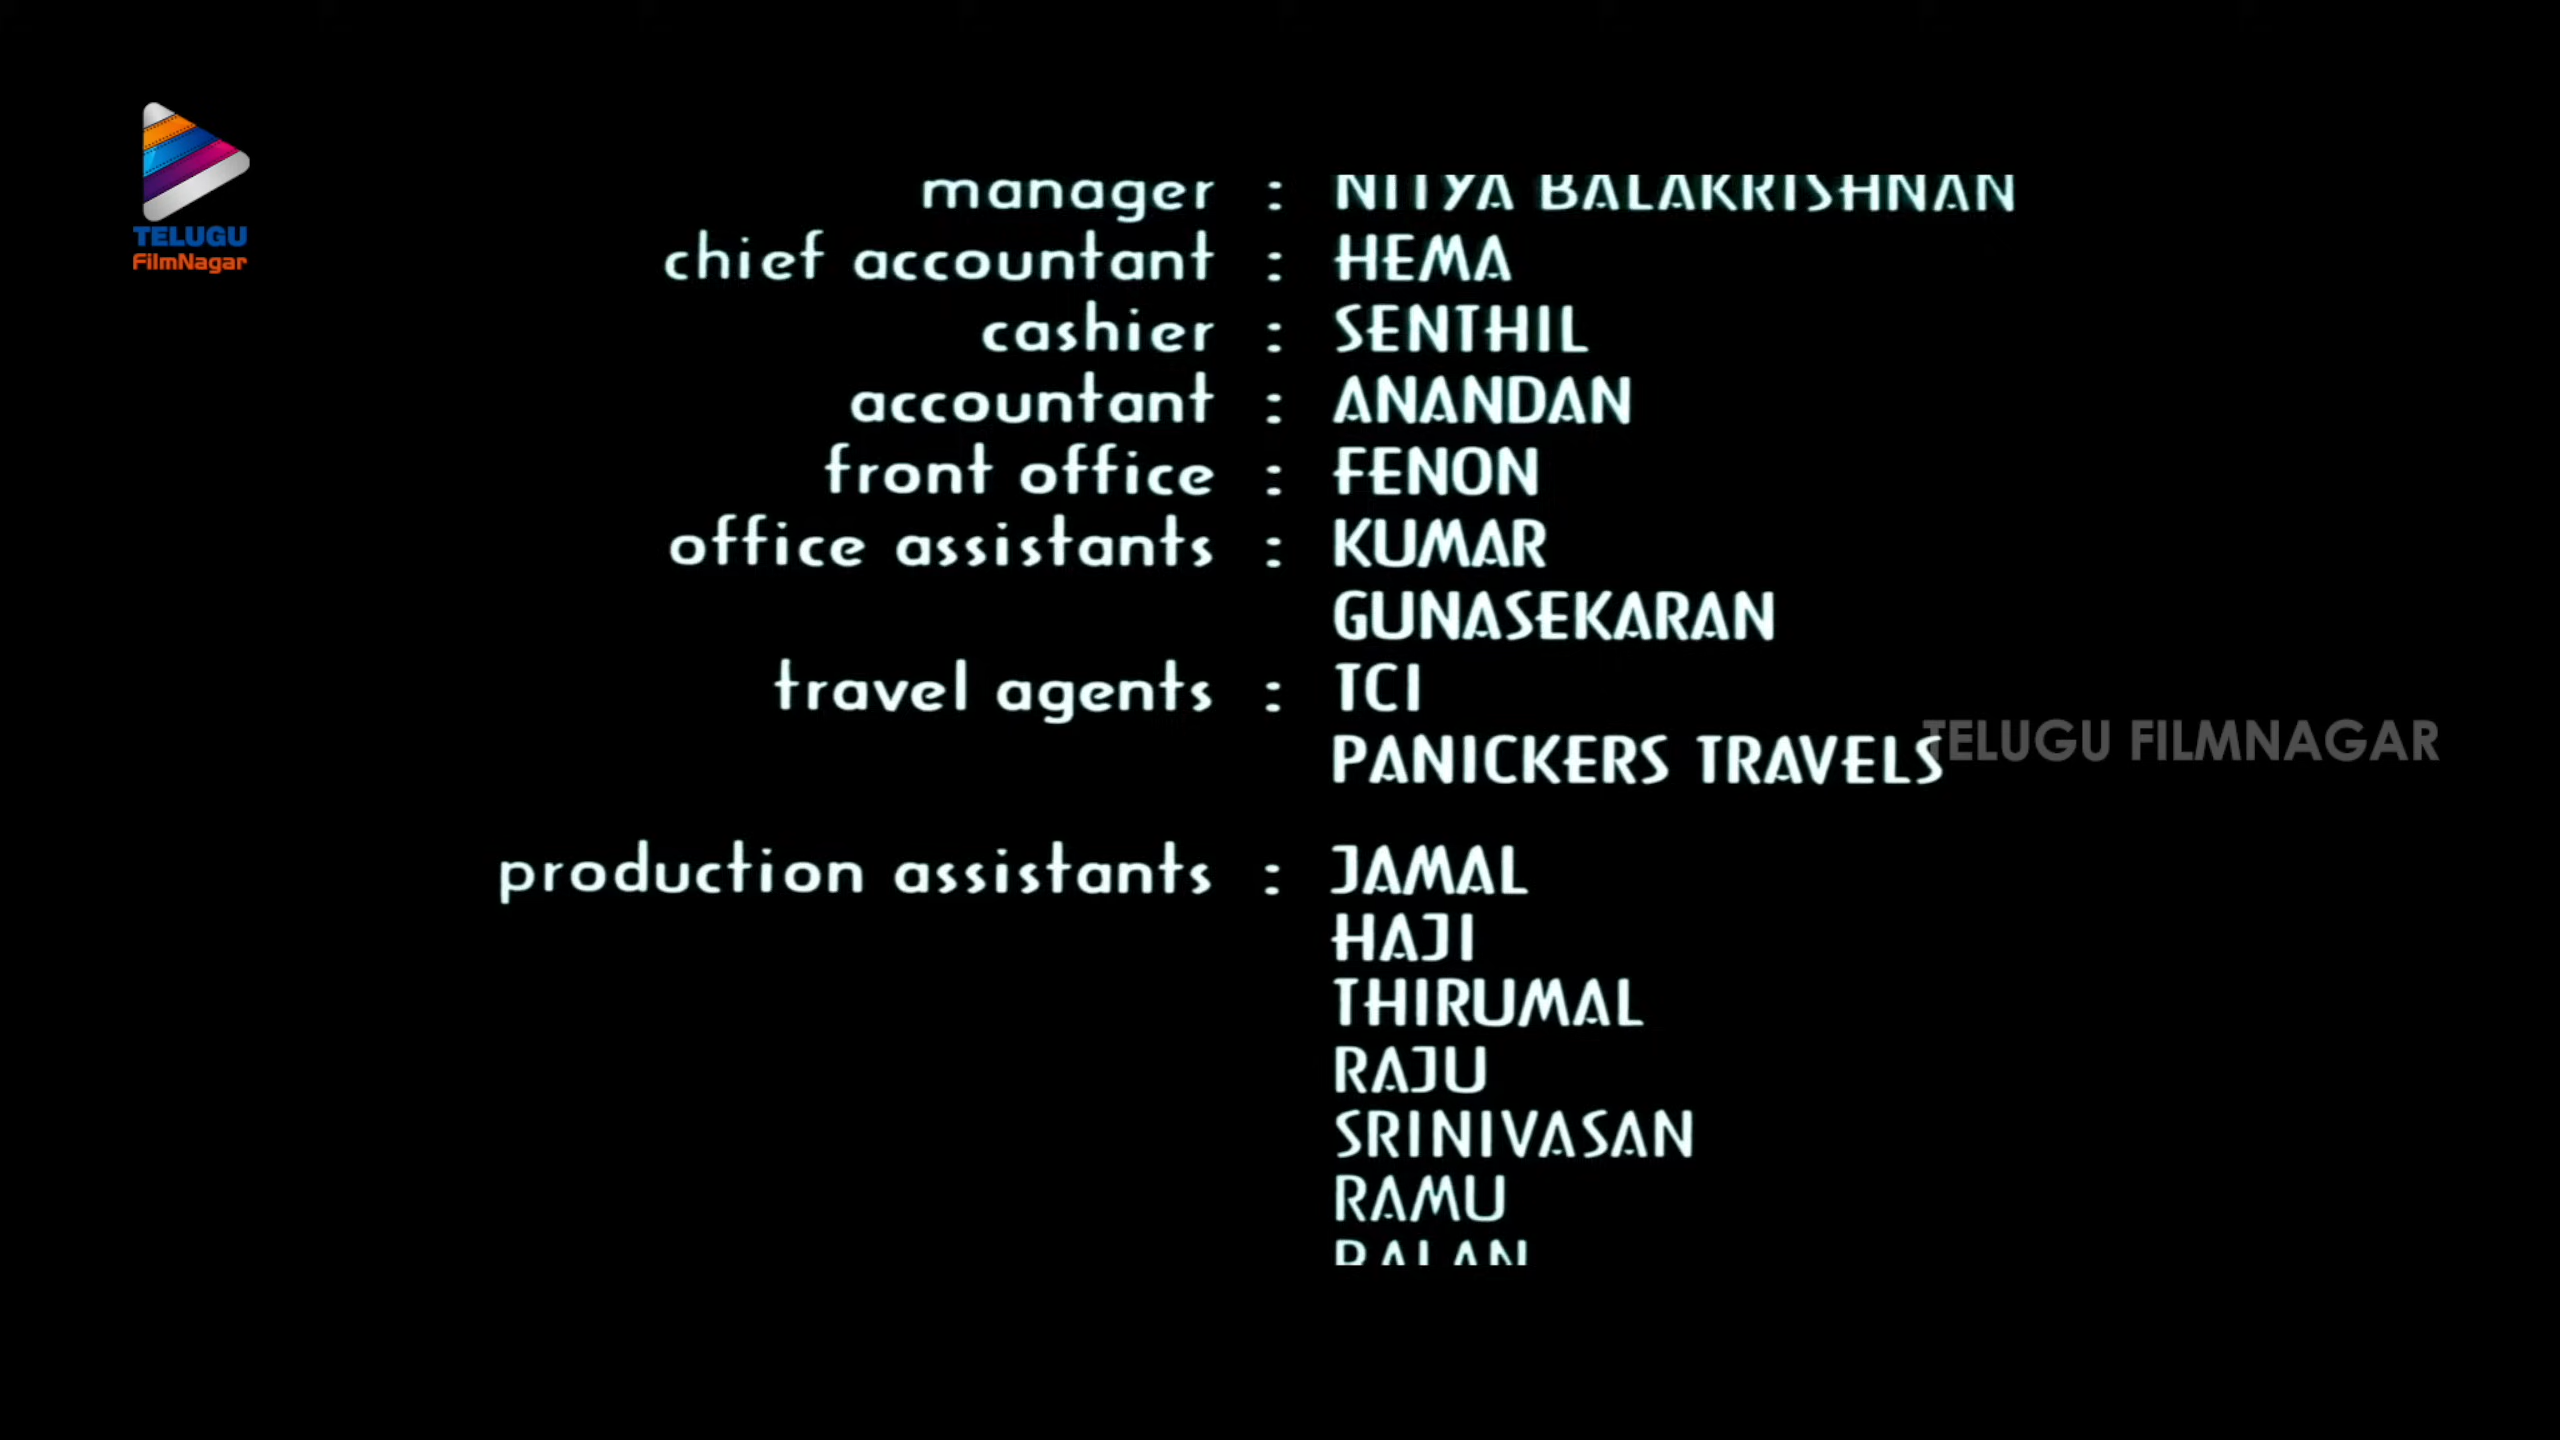 TELUGU
FilmNagar
manager : NITYA BALAKRISHNAN
chief accountant : HEMA
cashier : SENTHIL
accountant : ANANDAN
front office : FENON
office assistants : KUMAR
GUNASEKARAN
travel agents : TCI
PANICKERS TRAVELS
TELUGU FILMNAGAR
production assistants : JAMAL
HAJI
THIRUMAL
RAJU
SRINIVASAN
RAMU